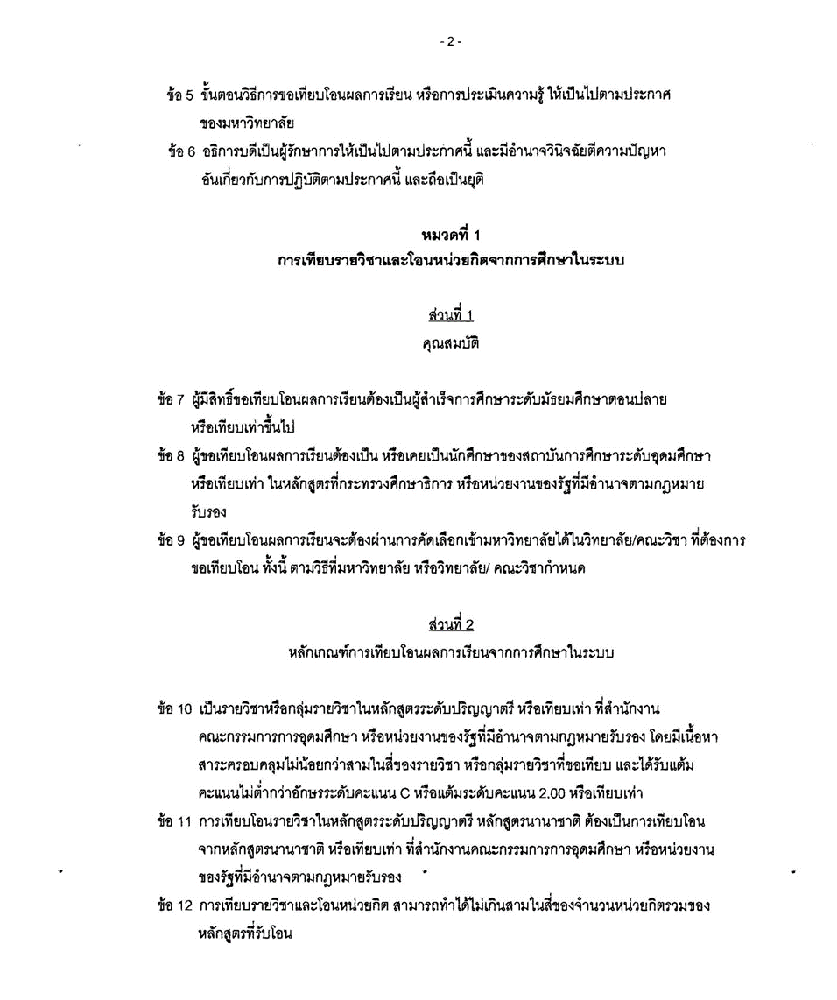 - 2 -
ข้อ 5 ขั้นตอนวิธีการขอเทียบโอนผลการเรียน หรือการประเมินความรู้ ให้เป็นไปตามประกาศ
ของมหาวิทยาลัย
ข้อ 6 อธิการบดีเป็นผู้รักษาการให้เป็นไปตามประกาศนี้ และมีอำนาจวินิจฉัยตีความปัญหา
อันเกี่ยวกับการปฏิบัติตามประกาศนี้ และถือเป็นยุติ
หมวดที่ 1
การเทียบรายวิชาและโอนหน่วยกิตจากการศึกษาในระบบ
ส่วนที่ 1
คุณสมบัติ
ข้อ 7 ผู้มีสิทธิ์ขอเทียบโอนผลการเรียนต้องเป็นผู้สำเร็จการศึกษาระดับมัธยมศึกษาตอนปลาย
หรือเทียบเท่าขึ้นไป
ข้อ 8 ผู้ขอเทียบโอนผลการเรียนต้องเป็น หรือเคยเป็นนักศึกษาของสถาบันการศึกษาระดับอุดมศึกษา
หรือเทียบเท่า ในหลักสูตรที่กระทรวงศึกษาธิการ หรือหน่วยงานของรัฐที่มีอำนาจตามกฎหมาย
รับรอง
ข้อ 9 ผู้ขอเทียบโอนผลการเรียนจะต้องผ่านการคัดเลือกเข้ามหาวิทยาลัยได้ในวิทยาลัย/คณะวิชา ที่ต้องการ
ขอเทียบโอน ทั้งนี้ ตามวิธีที่มหาวิทยาลัย หรือวิทยาลัย/ คณะวิชากำหนด
ส่วนที่ 2
หลักเกณฑ์การเทียบโอนผลการเรียนจากการศึกษาในระบบ
ข้อ 10 เป็นรายวิชาหรือกลุ่มรายวิชาในหลักสูตรระดับปริญญาตรี หรือเทียบเท่า ที่สำนักงาน
คณะกรรมการการอุดมศึกษา หรือหน่วยงานของรัฐที่มีอำนาจตามกฎหมายรับรอง โดยมีเนื้อหา
สาระครอบคลุมไม่น้อยกว่าสามในสี่ของรายวิชา หรือกลุ่มรายวิชาที่ขอเทียบ และได้รับแต้ม
คะแนนไม่ต่ำกว่าอักษรระดับคะแนน C หรือแต้มระดับคะแนน 2.00 หรือเทียบเท่า
ข้อ 11 การเทียบโอนรายวิชาในหลักสูตรระดับปริญญาตรี หลักสูตรนานาชาติ ต้องเป็นการเทียบโอน
จากหลักสูตรนานาชาติ หรือเทียบเท่า ที่สำนักงานคณะกรรมการการอุดมศึกษา หรือหน่วยงาน
ของรัฐที่มีอำนาจตามกฎหมายรับรอง
ข้อ 12 การเทียบรายวิชาและโอนหน่วยกิต สามารถทำได้ไม่เกินสามในสี่ของจำนวนหน่วยกิตรวมของ
หลักสูตรที่รับโอน